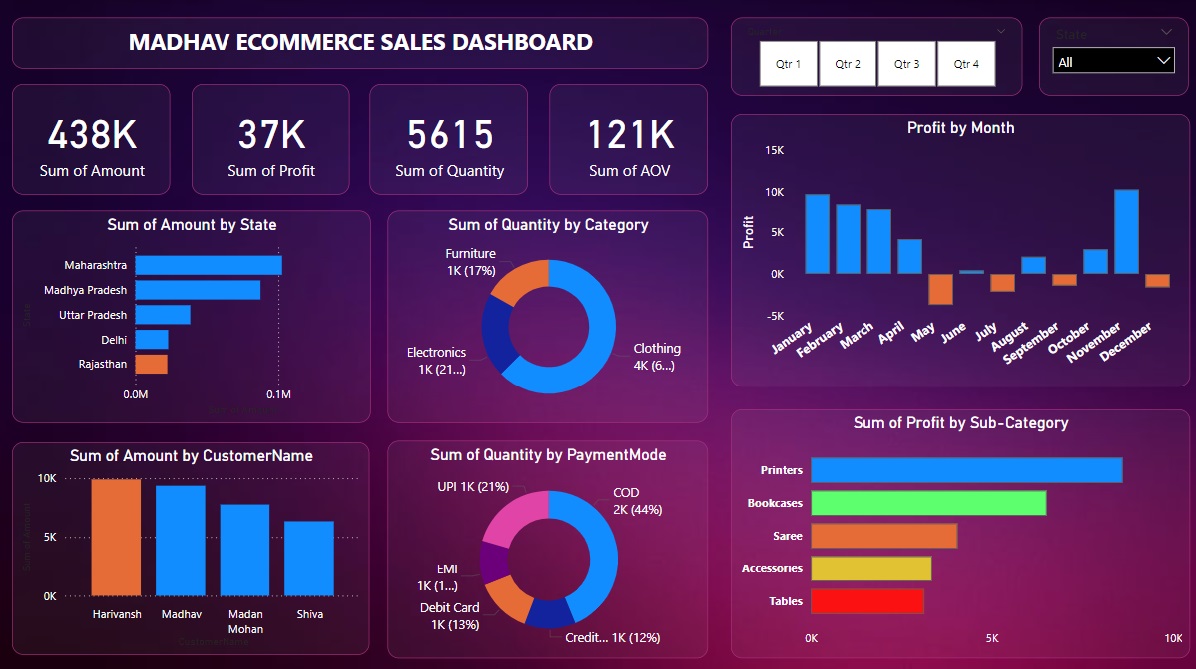 MADHAV ECOMMERCE SALES DASHBOARD
Quarter
Qtr 1
Qtr 2
Qtr 3
Qtr 4
State
All
438K
Sum of Amount
37K
Sum of Profit
5615
Sum of Quantity
121K
Sum of AOV
Profit by Month
15K
10K
5K
0K
-5K
Profit
January
February
March
April
May
June
July
August
September
October
November
December
Sum of Amount by State
State
Maharashtra
Madhya Pradesh
Uttar Pradesh
Delhi
Rajasthan
0.0M
0.1M
Sum of Amount
Sum of Quantity by Category
Furniture
1K (17%)
Electronics
1K (21...)
Clothing
4K (6...)
Sum of Amount by CustomerName
Sum of Amount
10K
5K
0K
Harivansh
Madhav
Madan
Mohan
Shiva
CustomerName
Sum of Quantity by PaymentMode
UPI 1K (21%)
COD
2K (44%)
EMI
1K (1...)
Debit Card
1K (13%)
Credit... 1K (12%)
Sum of Profit by Sub-Category
Printers
Bookcases
Saree
Accessories
Tables
0K
5K
10K